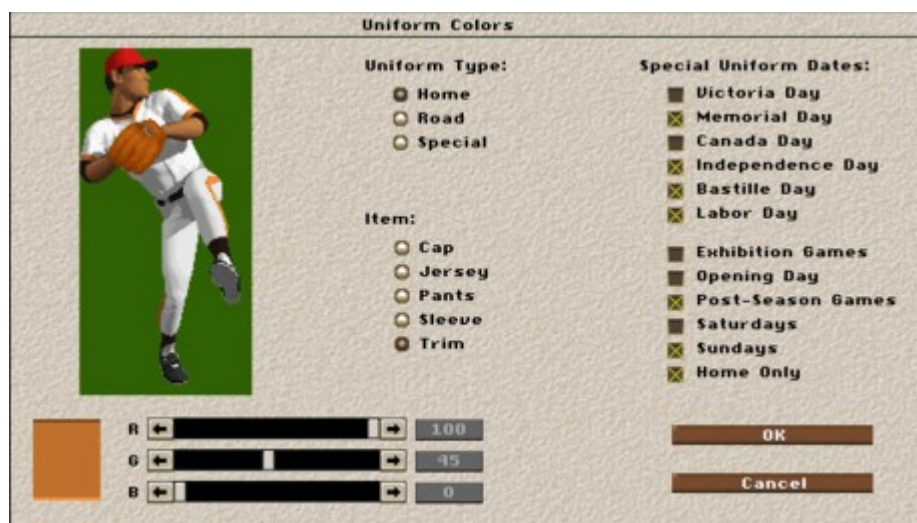 Uniform Colors
Uniform Type:
Home
Road
Special
Item:
Cap
Jersey
Pants
Sleeve
Trim
Special Uniform Dates:
Victoria Day
Memorial Day
Canada Day
Independence Day
Bastille Day
Labor Day
Exhibition Games
Opening Day
Post-Season Games
Saturdays
Sundays
Home Only
R 100
G 45
B 0
OK
Cancel